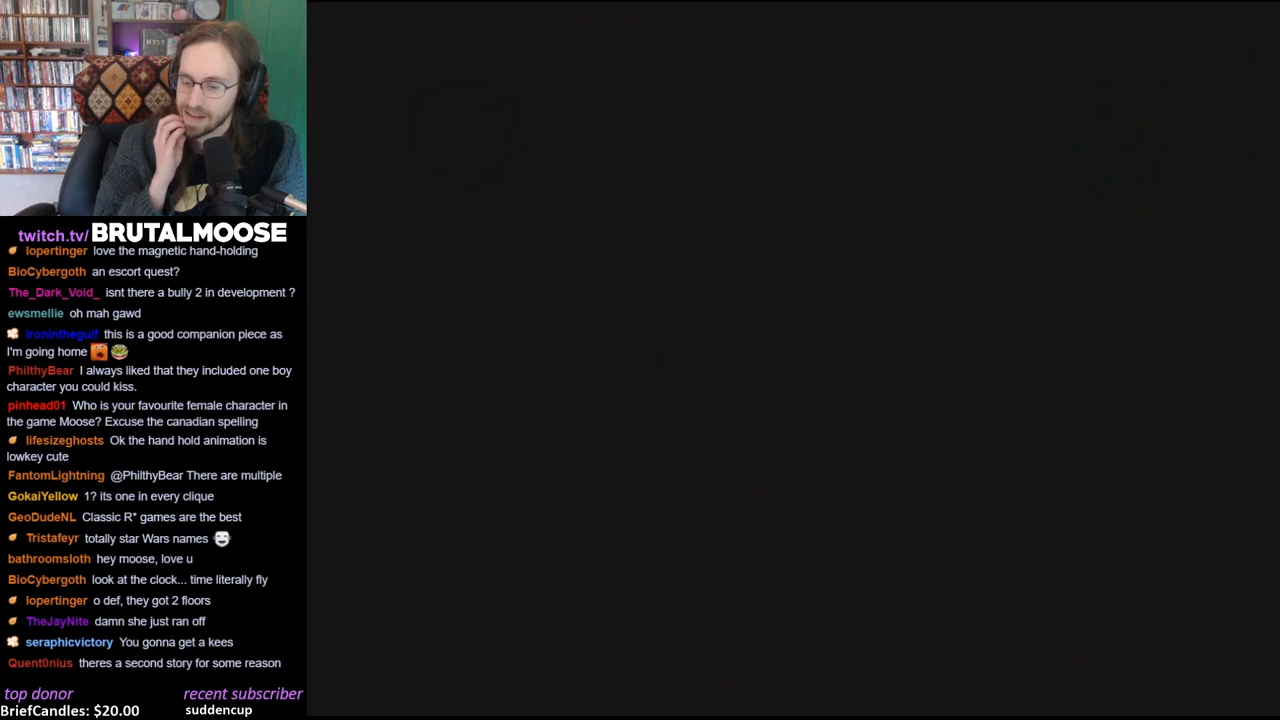 MYST
twitch.tv/BRUTALMOOSE
lopertinger love the magnetic hand-holding
BioCybergoth an escort quest?
The_Dark_Void_ isnt there a bully 2 in development ?
ewsmellie oh mah gawd
ironinthegulf this is a good companion piece as
I'm going home
PhilthyBear I always liked that they included one boy
character you could kiss.
pinhead01 Who is your favourite female character in
the game Moose? Excuse the canadian spelling
lifesizeghosts Ok the hand hold animation is
lowkey cute
FantomLightning @PhilthyBear There are multiple
GokaiYellow 1? its one in every clique
GeoDudeNL Classic R* games are the best
Tristafeyr totally star Wars names
bathroomsloth hey moose, love u
BioCybergoth look at the clock... time literally fly
lopertinger o def, they got 2 floors
TheJayNite damn she just ran off
seraphicvictory You gonna get a kees
Quent0nius theres a second story for some reason
top donor
BriefCandles: $20.00
recent subscriber
suddencup